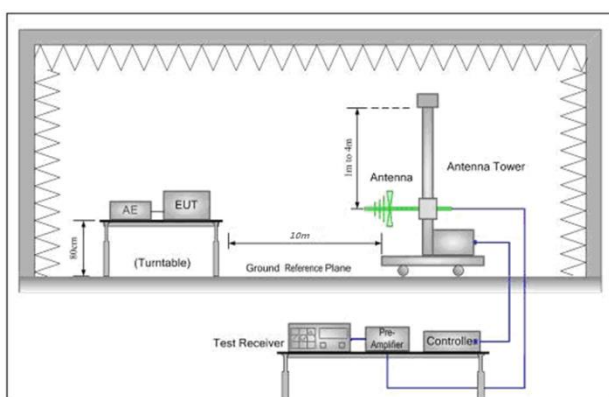 1m to 4m
Antenna
Antenna Tower
AE
EUT
80cm
10m
(Turntable)
Ground Reference Plane
Test Receiver
Pre-
Amplifier
Controller